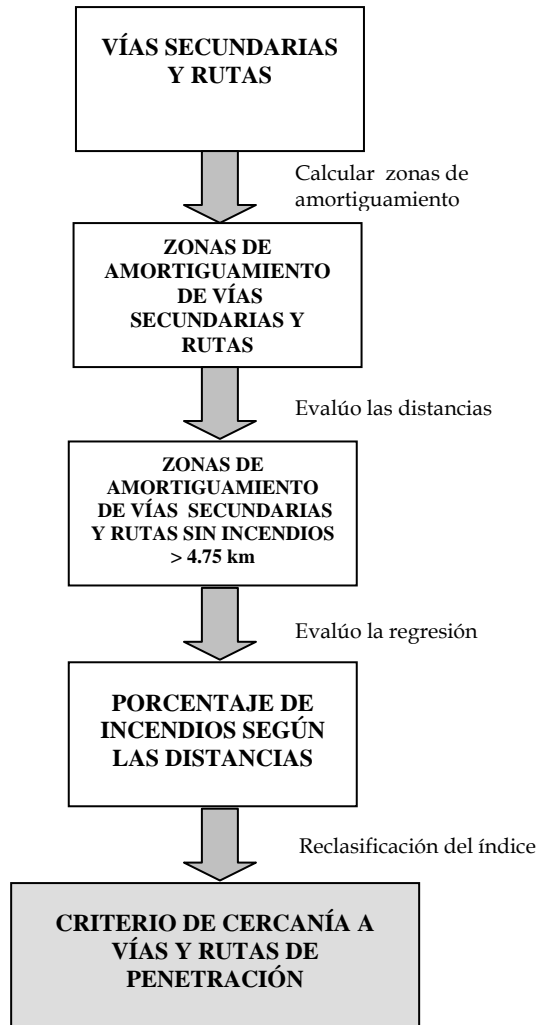 VÍAS SECUNDARIAS
Y RUTAS
Calcular zonas de
amortiguamiento
ZONAS DE
AMORTIGUAMIENTO
DE VÍAS
SECUNDARIAS Y
RUTAS
Evalúo las distancias
ZONAS DE
AMORTIGUAMIENTO
DE VÍAS SECUNDARIAS
Y RUTAS SIN INCENDIOS
> 4.75 km
Evalúo la regresión
PORCENTAJE DE
INCENDIOS SEGÚN
LAS DISTANCIAS
Reclasificación del índice
CRITERIO DE CERCANÍA A
VÍAS Y RUTAS DE
PENETRACIÓN